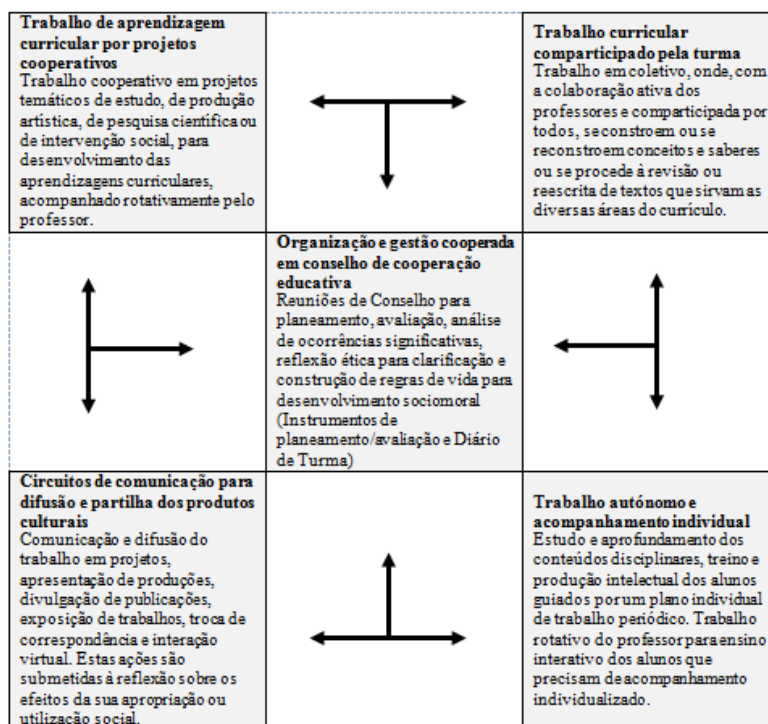 Trabalho de aprendizagem
curricular por projetos
cooperativos
Trabalho cooperativo em projetos
temáticos de estudo, de produção
artística, de pesquisa científica ou
de intervenção social, para
desenvolvimento das
aprendizagens curriculares,
acompanhado rotativamente pelo
professor.
Trabalho curricular
comparticipado pela turma
Trabalho em coletivo, onde, com
a colaboração ativa dos
professores e comparticipada por
todos, se constroem ou se
reconstroem conceitos e saberes
ou se procede à revisão ou
reescrita de textos que sirvam as
diversas áreas do currículo.
Organização e gestão cooperada
em conselho de cooperação
educativa
Reuniões de Conselho para
planeamento, avaliação, análise
de ocorrências significativas,
reflexão ética para clarificação e
construção de regras de vida para
desenvolvimento sociomoral
(Instrumentos de
planeamento/avaliação e Diário
de Turma)
Circuitos de comunicação para
difusão e partilha dos produtos
culturais
Comunicação e difusão do
trabalho em projetos,
apresentação de produções,
divulgação de publicações,
exposição de trabalhos, troca de
correspondência e interação
virtual. Estas ações são
submetidas à reflexão sobre os
efeitos da sua apropriação ou
utilização social.
Trabalho autónomo e
acompanhamento individual
Estudo e aprofundamento dos
conteúdos disciplinares, treino e
produção intelectual dos alunos
guiados por um plano individual
de trabalho periódico. Trabalho
rotativo do professor para ensino
interativo dos alunos que
precisam de acompanhamento
individualizado.